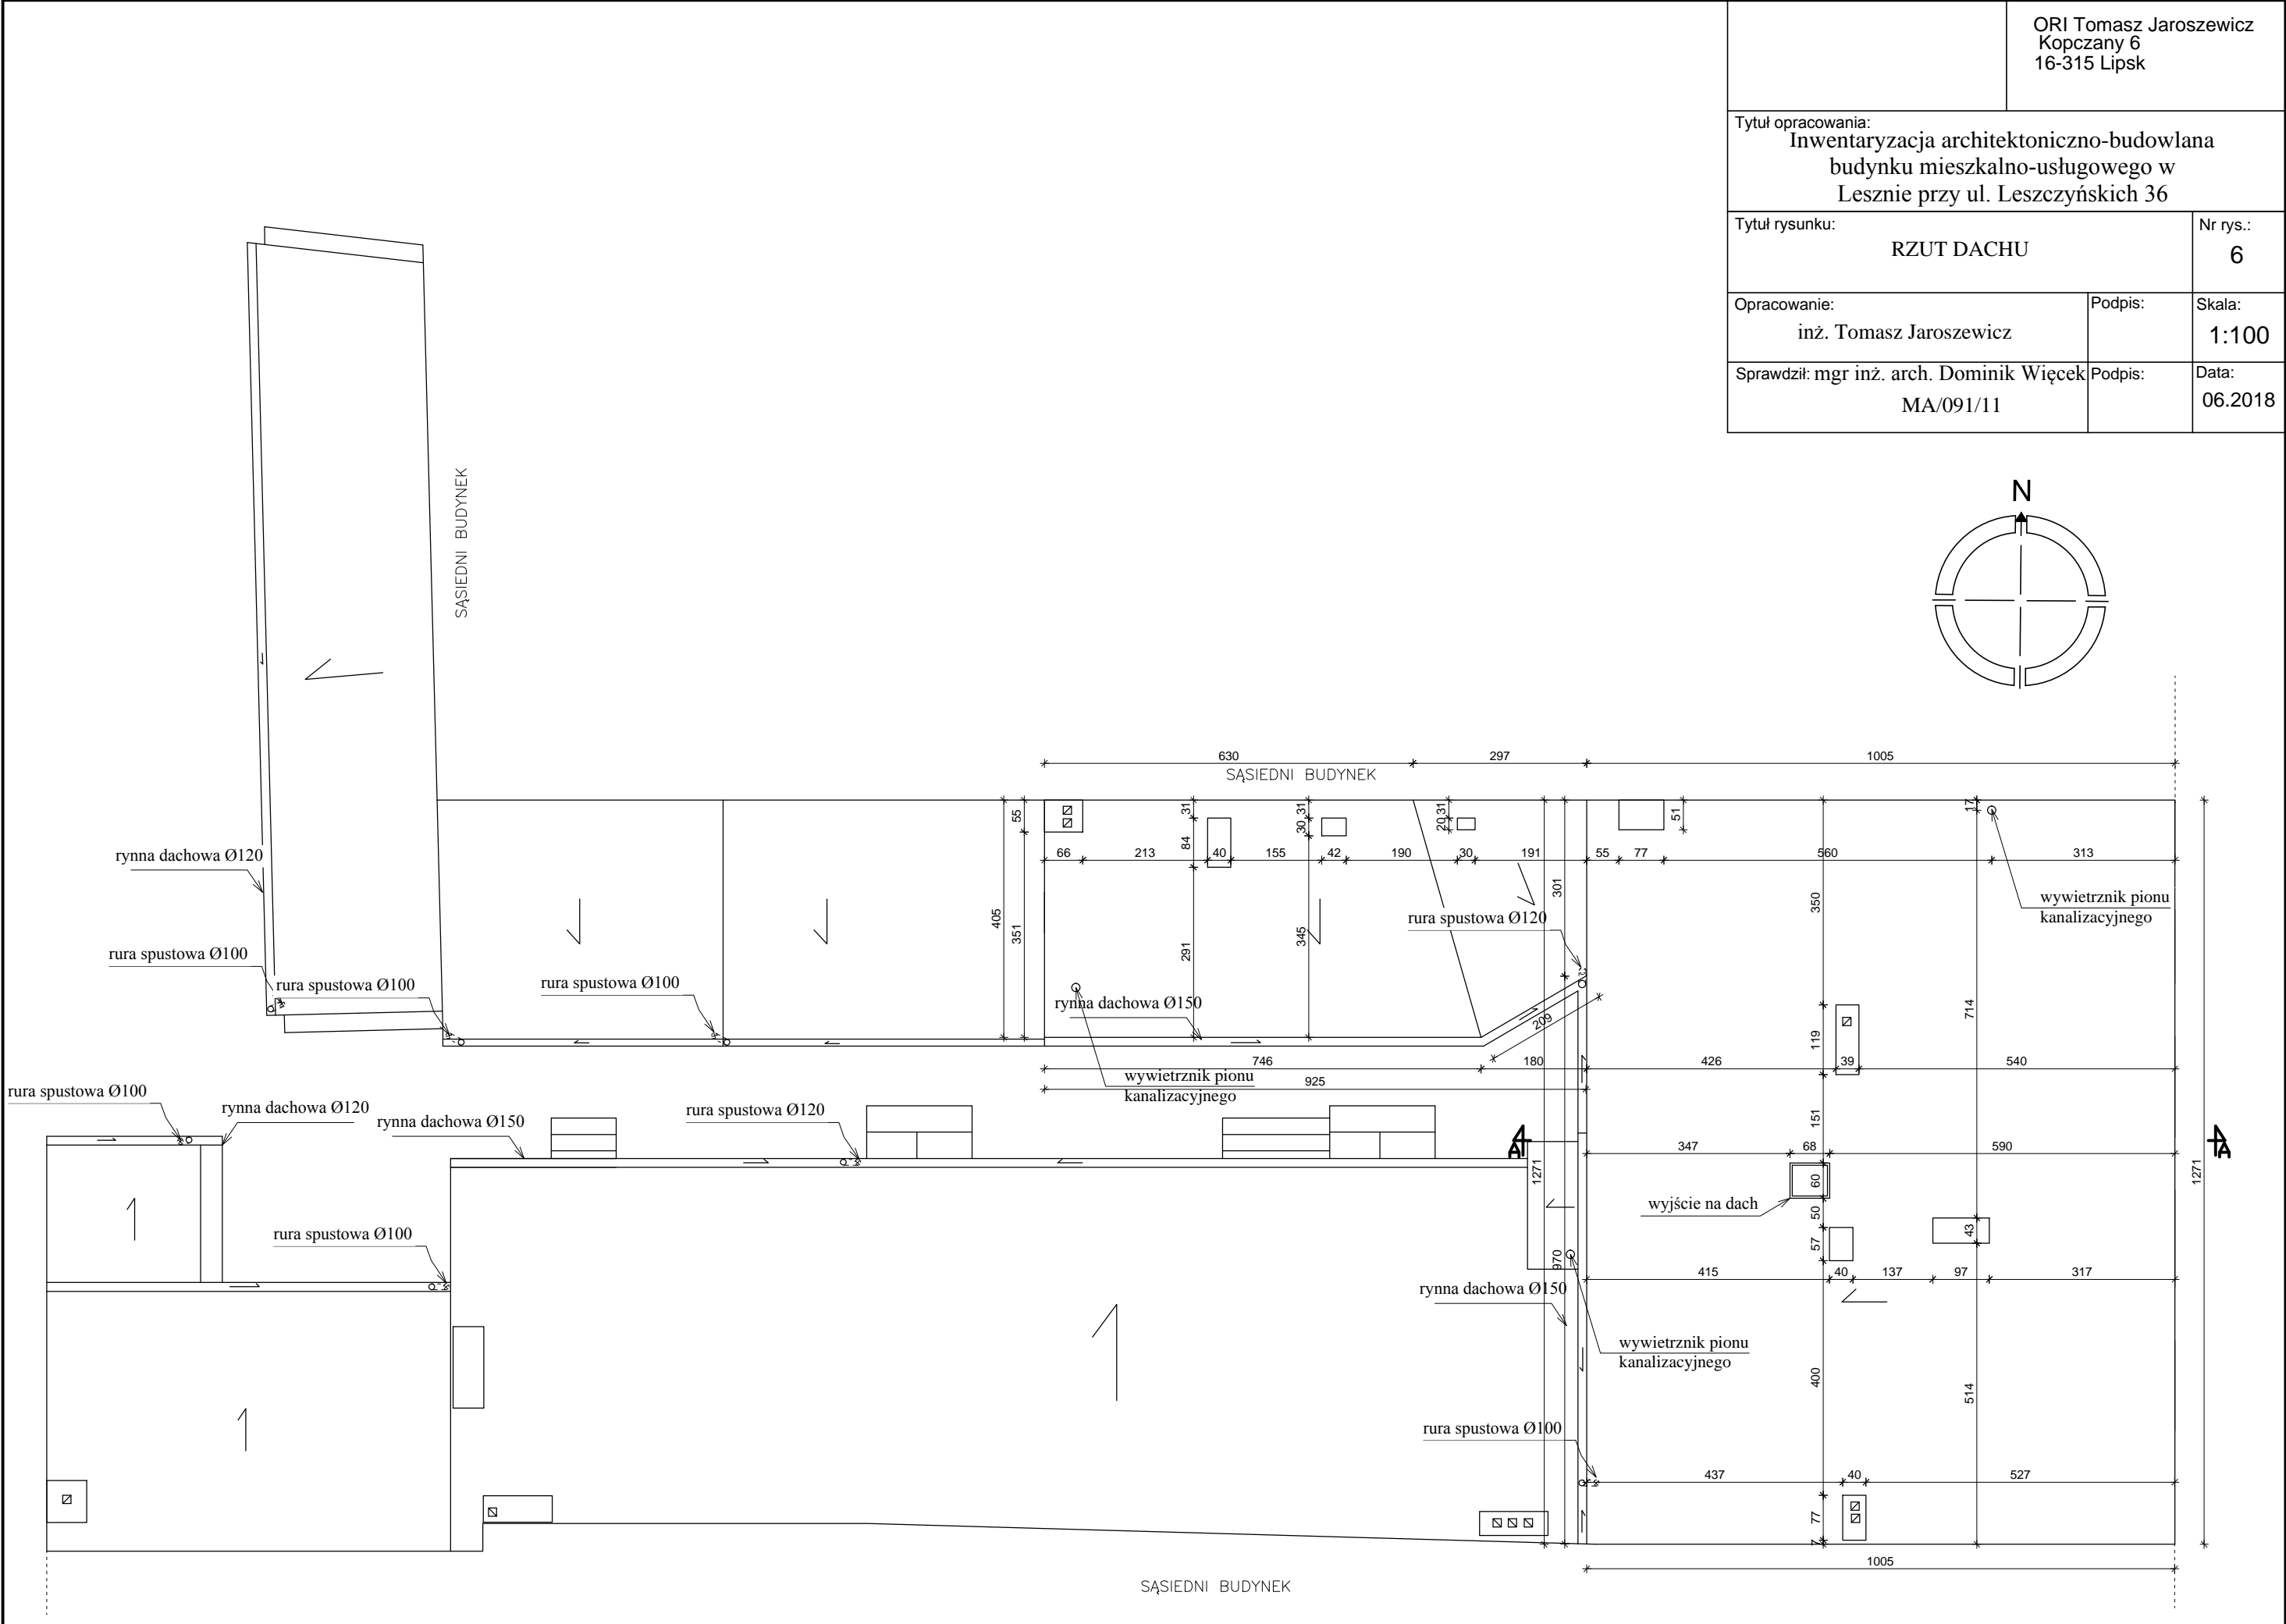 ORI Tomasz Jaroszewicz
Kopczany 6
16-315 Lipsk
Tytuł opracowania:
Inwentaryzacja architektoniczno-budowlana
budynku mieszkalno-usługowego w
Lesznie przy ul. Leszczyńskich 36
Tytuł rysunku:
RZUT DACHU
Nr rys.:
6
Opracowanie:
inż. Tomasz Jaroszewicz
Podpis:
Skala:
1:100
Sprawdził: mgr inż. arch. Dominik Więcek
MA/091/11
Podpis:
Data:
06.2018
N
SĄSIEDNI BUDYNEK
630
297
1005
SĄSIEDNI BUDYNEK
55
31
31
31
51
17
84
30
20
66
213
40
155
42
190
30
191
55
77
560
313
rynna dachowa Ø120
301
350
wywietrznik pionu
kanalizacyjnego
405
351
291
345
rura spustowa Ø120
rura spustowa Ø100
rura spustowa Ø100
rura spustowa Ø100
rynna dachowa Ø150
209
714
119
746
180
426
39
540
wywietrznik pionu
kanalizacyjnego
925
rura spustowa Ø100
rynna dachowa Ø120
rynna dachowa Ø150
rura spustowa Ø120
151
A
347
68
590
A
1271
1271
60
wyjście na dach
50
rura spustowa Ø100
57
43
970
415
40
137
97
317
rynna dachowa Ø150
wywietrznik pionu
kanalizacyjnego
400
514
rura spustowa Ø100
437
40
527
77
7
1005
SĄSIEDNI BUDYNEK